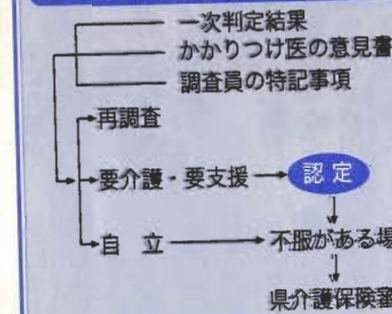 一次判定結果
かかりつけ医の意見書
調査員の特記事項
再調査
要介護・要支援
認定
自 立
不服がある場
県介護保険審